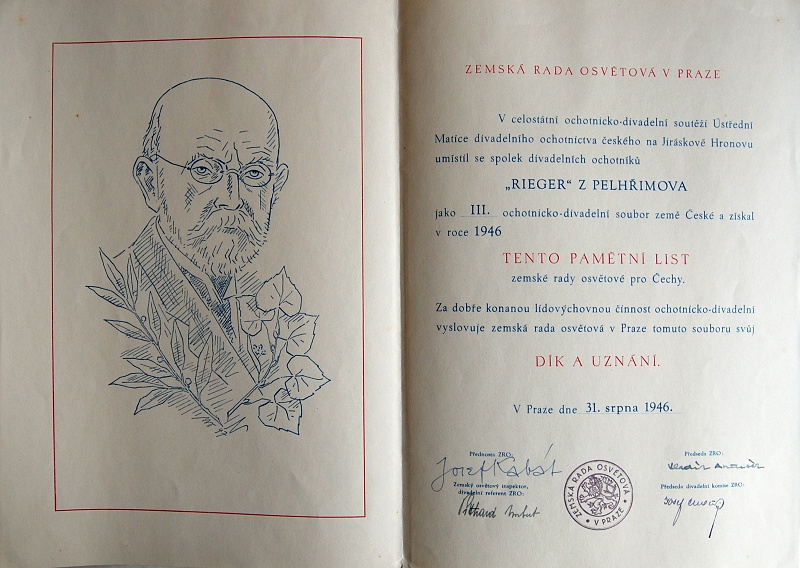 ZEMSKÁ RADA OSVĚTOVÁ V PRAZE
V celostátní ochotnicko-divadelní soutěži Ústřední
Matice divadelního ochotnictva českého na Jiráskově Hronovu
umístil se spolek divadelních ochotníků
„RIEGER“ Z PELHŘIMOVA
jako III. ochotnicko-divadelní soubor země České a získal
v roce 1946
TENTO PAMĚTNÍ LIST
zemské rady osvětové pro Čechy.
Za dobře konanou lidovýchovnou činnost ochotnicko-divadelní
vyslovuje zemská rada osvětová v Praze tomuto souboru svůj
DÍK A UZNÁNÍ.
V Praze dne 31. srpna 1946.
Přednosta ZRO:
Josef Kabát
Zemský osvětový inspektor,
divadelní referent ZRO:
ZEMSKÁ RADA OSVĚTOVÁ
V PRAZE
Předseda ZRO:
Předseda divadelní komise ZRO: